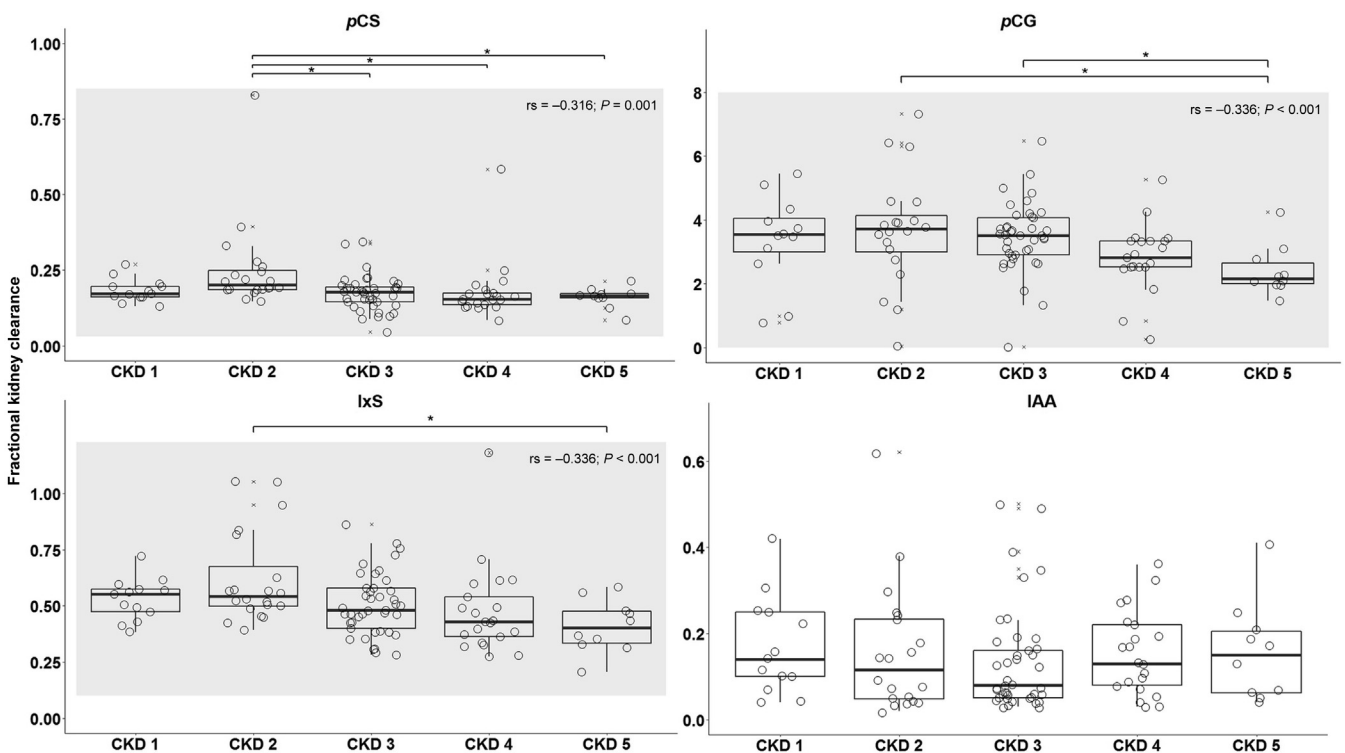 Fractional kidney clearance
pCS
1.00
0.75
0.50
0.25
0.00
*
*
*
rs = –0.316; P = 0.001
CKD 1 CKD 2 CKD 3 CKD 4 CKD 5
pCG
8
6
4
2
0
*
*
rs = –0.336; P < 0.001
CKD 1 CKD 2 CKD 3 CKD 4 CKD 5
IxS
1.00
0.75
0.50
0.25
0.00
*
rs = –0.336; P < 0.001
CKD 1 CKD 2 CKD 3 CKD 4 CKD 5
IAA
0.6
0.4
0.2
0.0
CKD 1 CKD 2 CKD 3 CKD 4 CKD 5